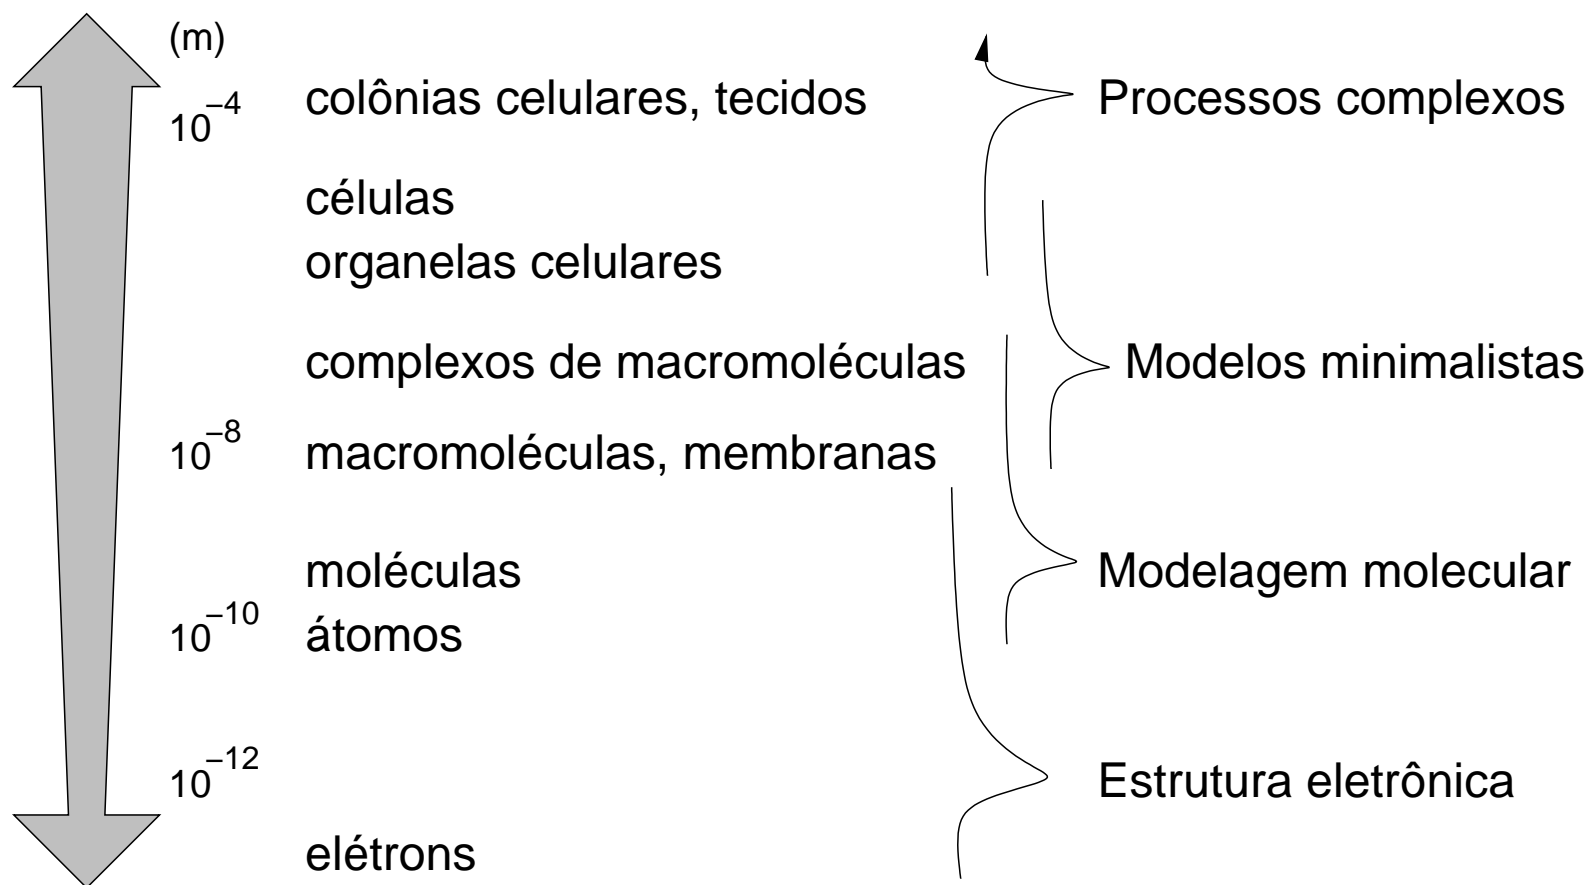 (m)
10⁻⁴ colônias celulares, tecidos Processos complexos
células
organelas celulares
complexos de macromoléculas Modelos minimalistas
10⁻⁸ macromoléculas, membranas
moléculas Modelagem molecular
10⁻¹⁰ átomos
10⁻¹² Estrutura eletrônica
elétrons